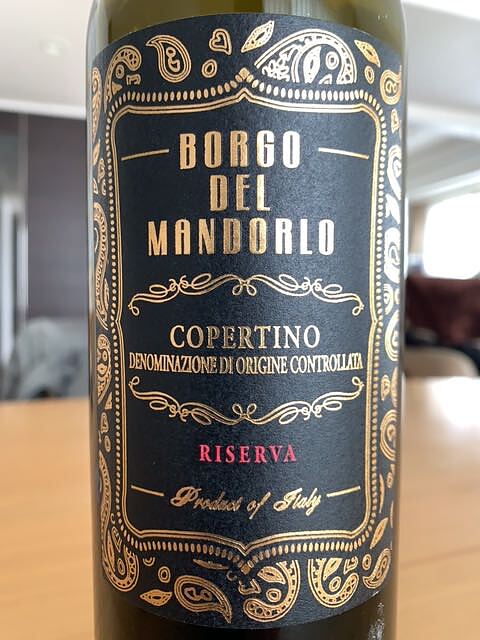 BORGO
DEL
MANDORLO
COPERTINO
DENOMINAZIONE DI ORIGINE CONTROLLATA
RISERVA
Product of Italy